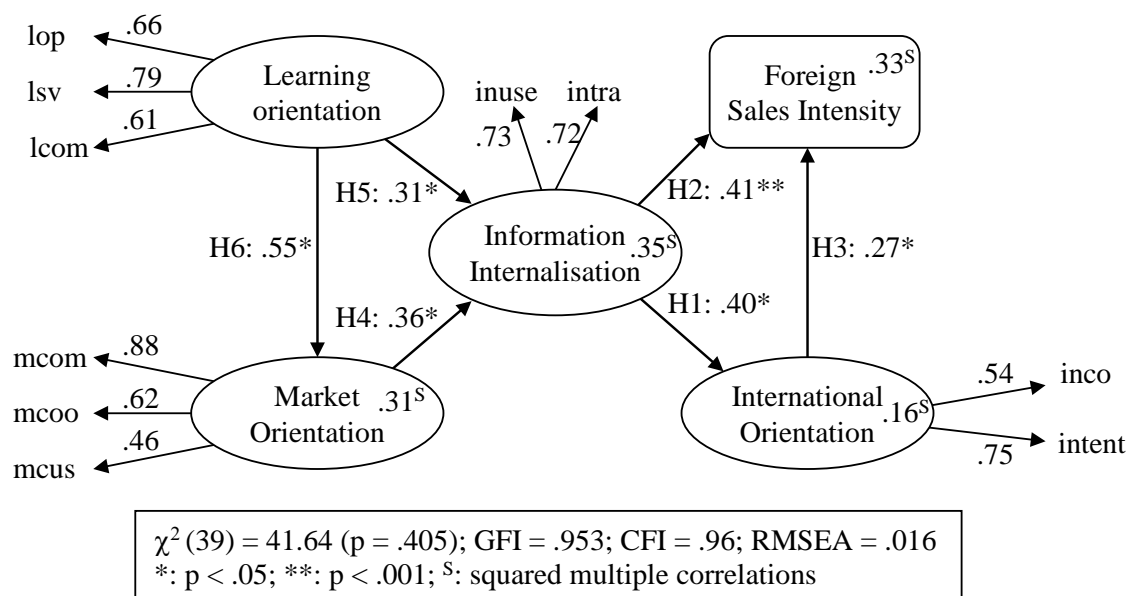 lop
.66
lsv
.79
lcom
.61
Learning
orientation
inuse
.73
intra
.72
Foreign .33ˢ
Sales Intensity
H5: .31*
H2: .41**
H6: .55*
Information
Internalisation .35ˢ
H3: .27*
H4: .36*
H1: .40*
mcom
.88
mcoo
.62
mcus
.46
Market
Orientation .31ˢ
International
Orientation .16ˢ
.54
inco
.75
intent
χ² (39) = 41.64 (p = .405); GFI = .953; CFI = .96; RMSEA = .016
*: p < .05; **: p < .001; ˢ: squared multiple correlations